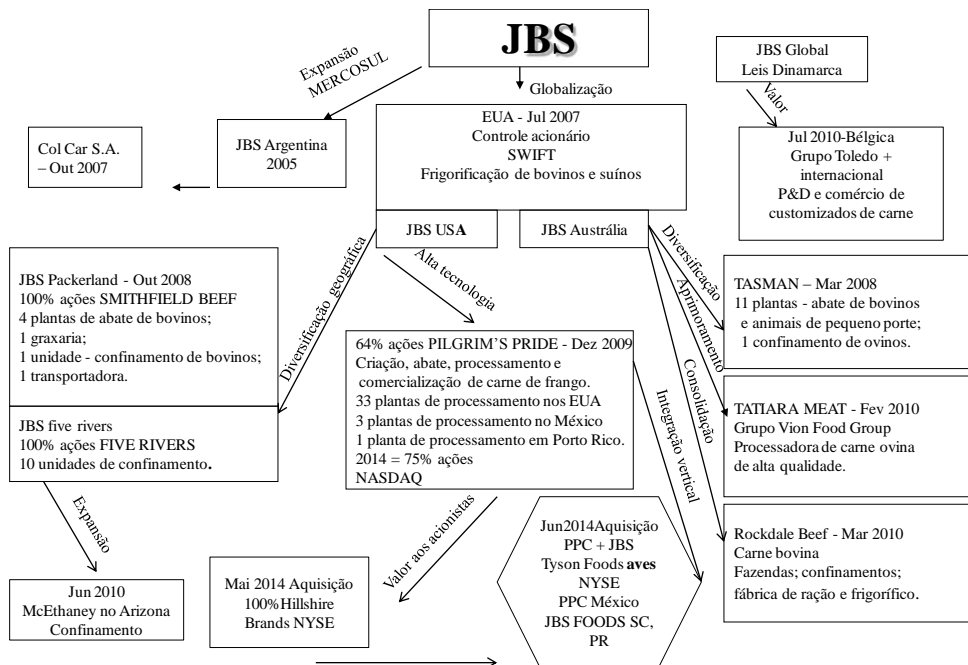 JBS
Expansão
MERCOSUL
Globalização
JBS Global
Leis Dinamarca
Valor
Col Car S.A.
– Out 2007
JBS Argentina
2005
EUA - Jul 2007
Controle acionário
SWIFT
Frigorificação de bovinos e suínos
Jul 2010-Bélgica
Grupo Toledo +
internacional
P&D e comércio de
customizados de carne
JBS USA
JBS Austrália
Diversificação geográfica
Alta tecnologia
Diversificação
Aprimoramento
Consolidação
JBS Packerland - Out 2008
100% ações SMITHFIELD BEEF
4 plantas de abate de bovinos;
1 graxaria;
1 unidade - confinamento de bovinos;
1 transportadora.
TASMAN – Mar 2008
11 plantas - abate de bovinos
e animais de pequeno porte;
1 confinamento de ovinos.
64% ações PILGRIM’S PRIDE - Dez 2009
Criação, abate, processamento e
comercialização de carne de frango.
33 plantas de processamento nos EUA
3 plantas de processamento no México
1 planta de processamento em Porto Rico.
2014 = 75% ações
NASDAQ
Integração vertical
JBS five rivers
100% ações FIVE RIVERS
10 unidades de confinamento.
TATIARA MEAT - Fev 2010
Grupo Vion Food Group
Processadora de carne ovina
de alta qualidade.
Expansão
Valor aos acionistas
Jun 2010
McEthaney no Arizona
Confinamento
Mai 2014 Aquisição
100%Hillshire
Brands NYSE
Jun2014Aquisição
PPC + JBS
Tyson Foods aves
NYSE
PPC México
JBS FOODS SC,
PR
Rockdale Beef - Mar 2010
Carne bovina
Fazendas; confinamentos;
fábrica de ração e frigorífico.